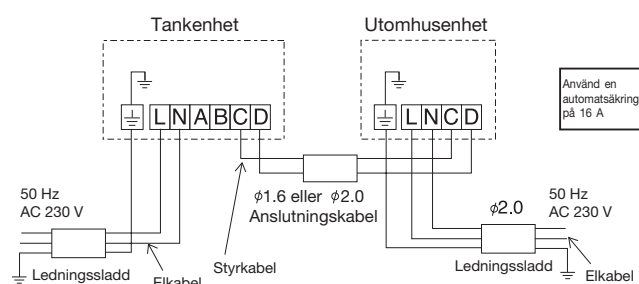 Tankenhet
Utomhusenhet
L N A B C D
L N C D
Använd en
automatsäkring
på 16 A
50 Hz
AC 230 V
φ1.6 eller φ2.0
Anslutningskabel
φ2.0
50 Hz
AC 230 V
Ledningssladd
Elkabel
Styrkabel
Ledningssladd
Elkabel